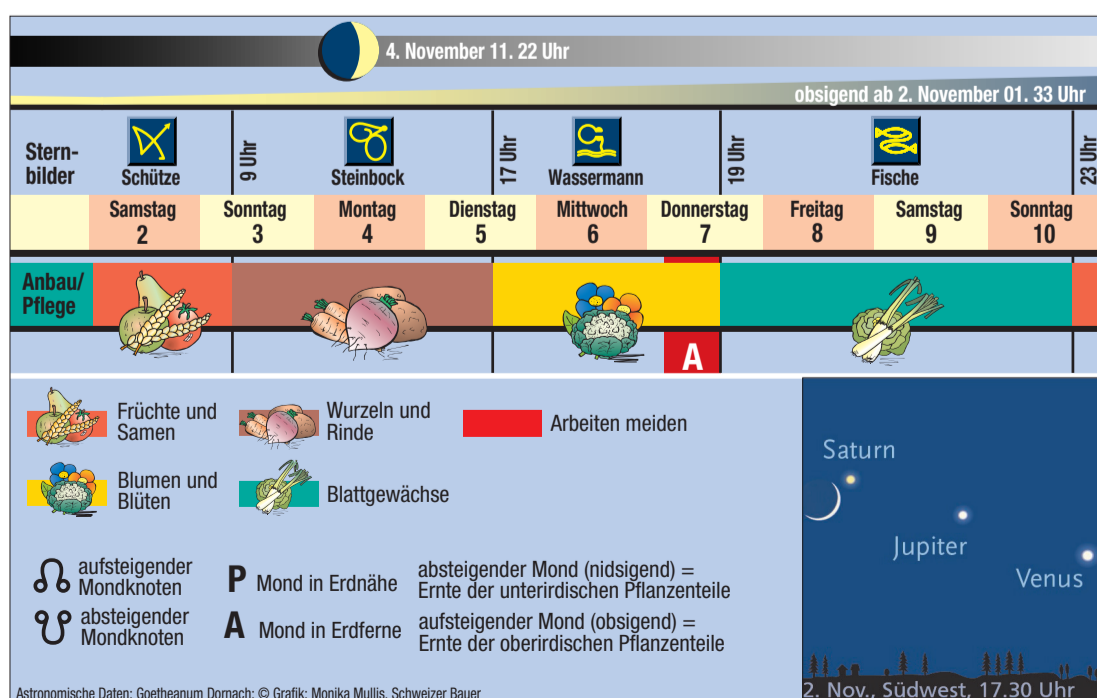 4. November 11. 22 Uhr
obsigend ab 2. November 01. 33 Uhr
Stern-
bilder
Schütze
9 Uhr
Steinbock
17 Uhr
Wassermann
19 Uhr
Fische
23 Uhr
Samstag
2
Sonntag
3
Montag
4
Dienstag
5
Mittwoch
6
Donnerstag
7
Freitag
8
Samstag
9
Sonntag
10
Anbau/
Pflege
A
Früchte und
Samen
Wurzeln und
Rinde
Arbeiten meiden
Blumen und
Blüten
Blattgewächse
aufsteigender
Mondknoten
absteigender
Mondknoten
P Mond in Erdnähe
A Mond in Erdferne
absteigender Mond (nidsigend) =
Ernte der unterirdischen Pflanzenteile
aufsteigender Mond (obsigend) =
Ernte der oberirdischen Pflanzenteile
Saturn
Jupiter
Venus
2. Nov., Südwest, 17.30 Uhr
Astronomische Daten: Goetheanum Dornach; © Grafik: Monika Mullis, Schweizer Bauer